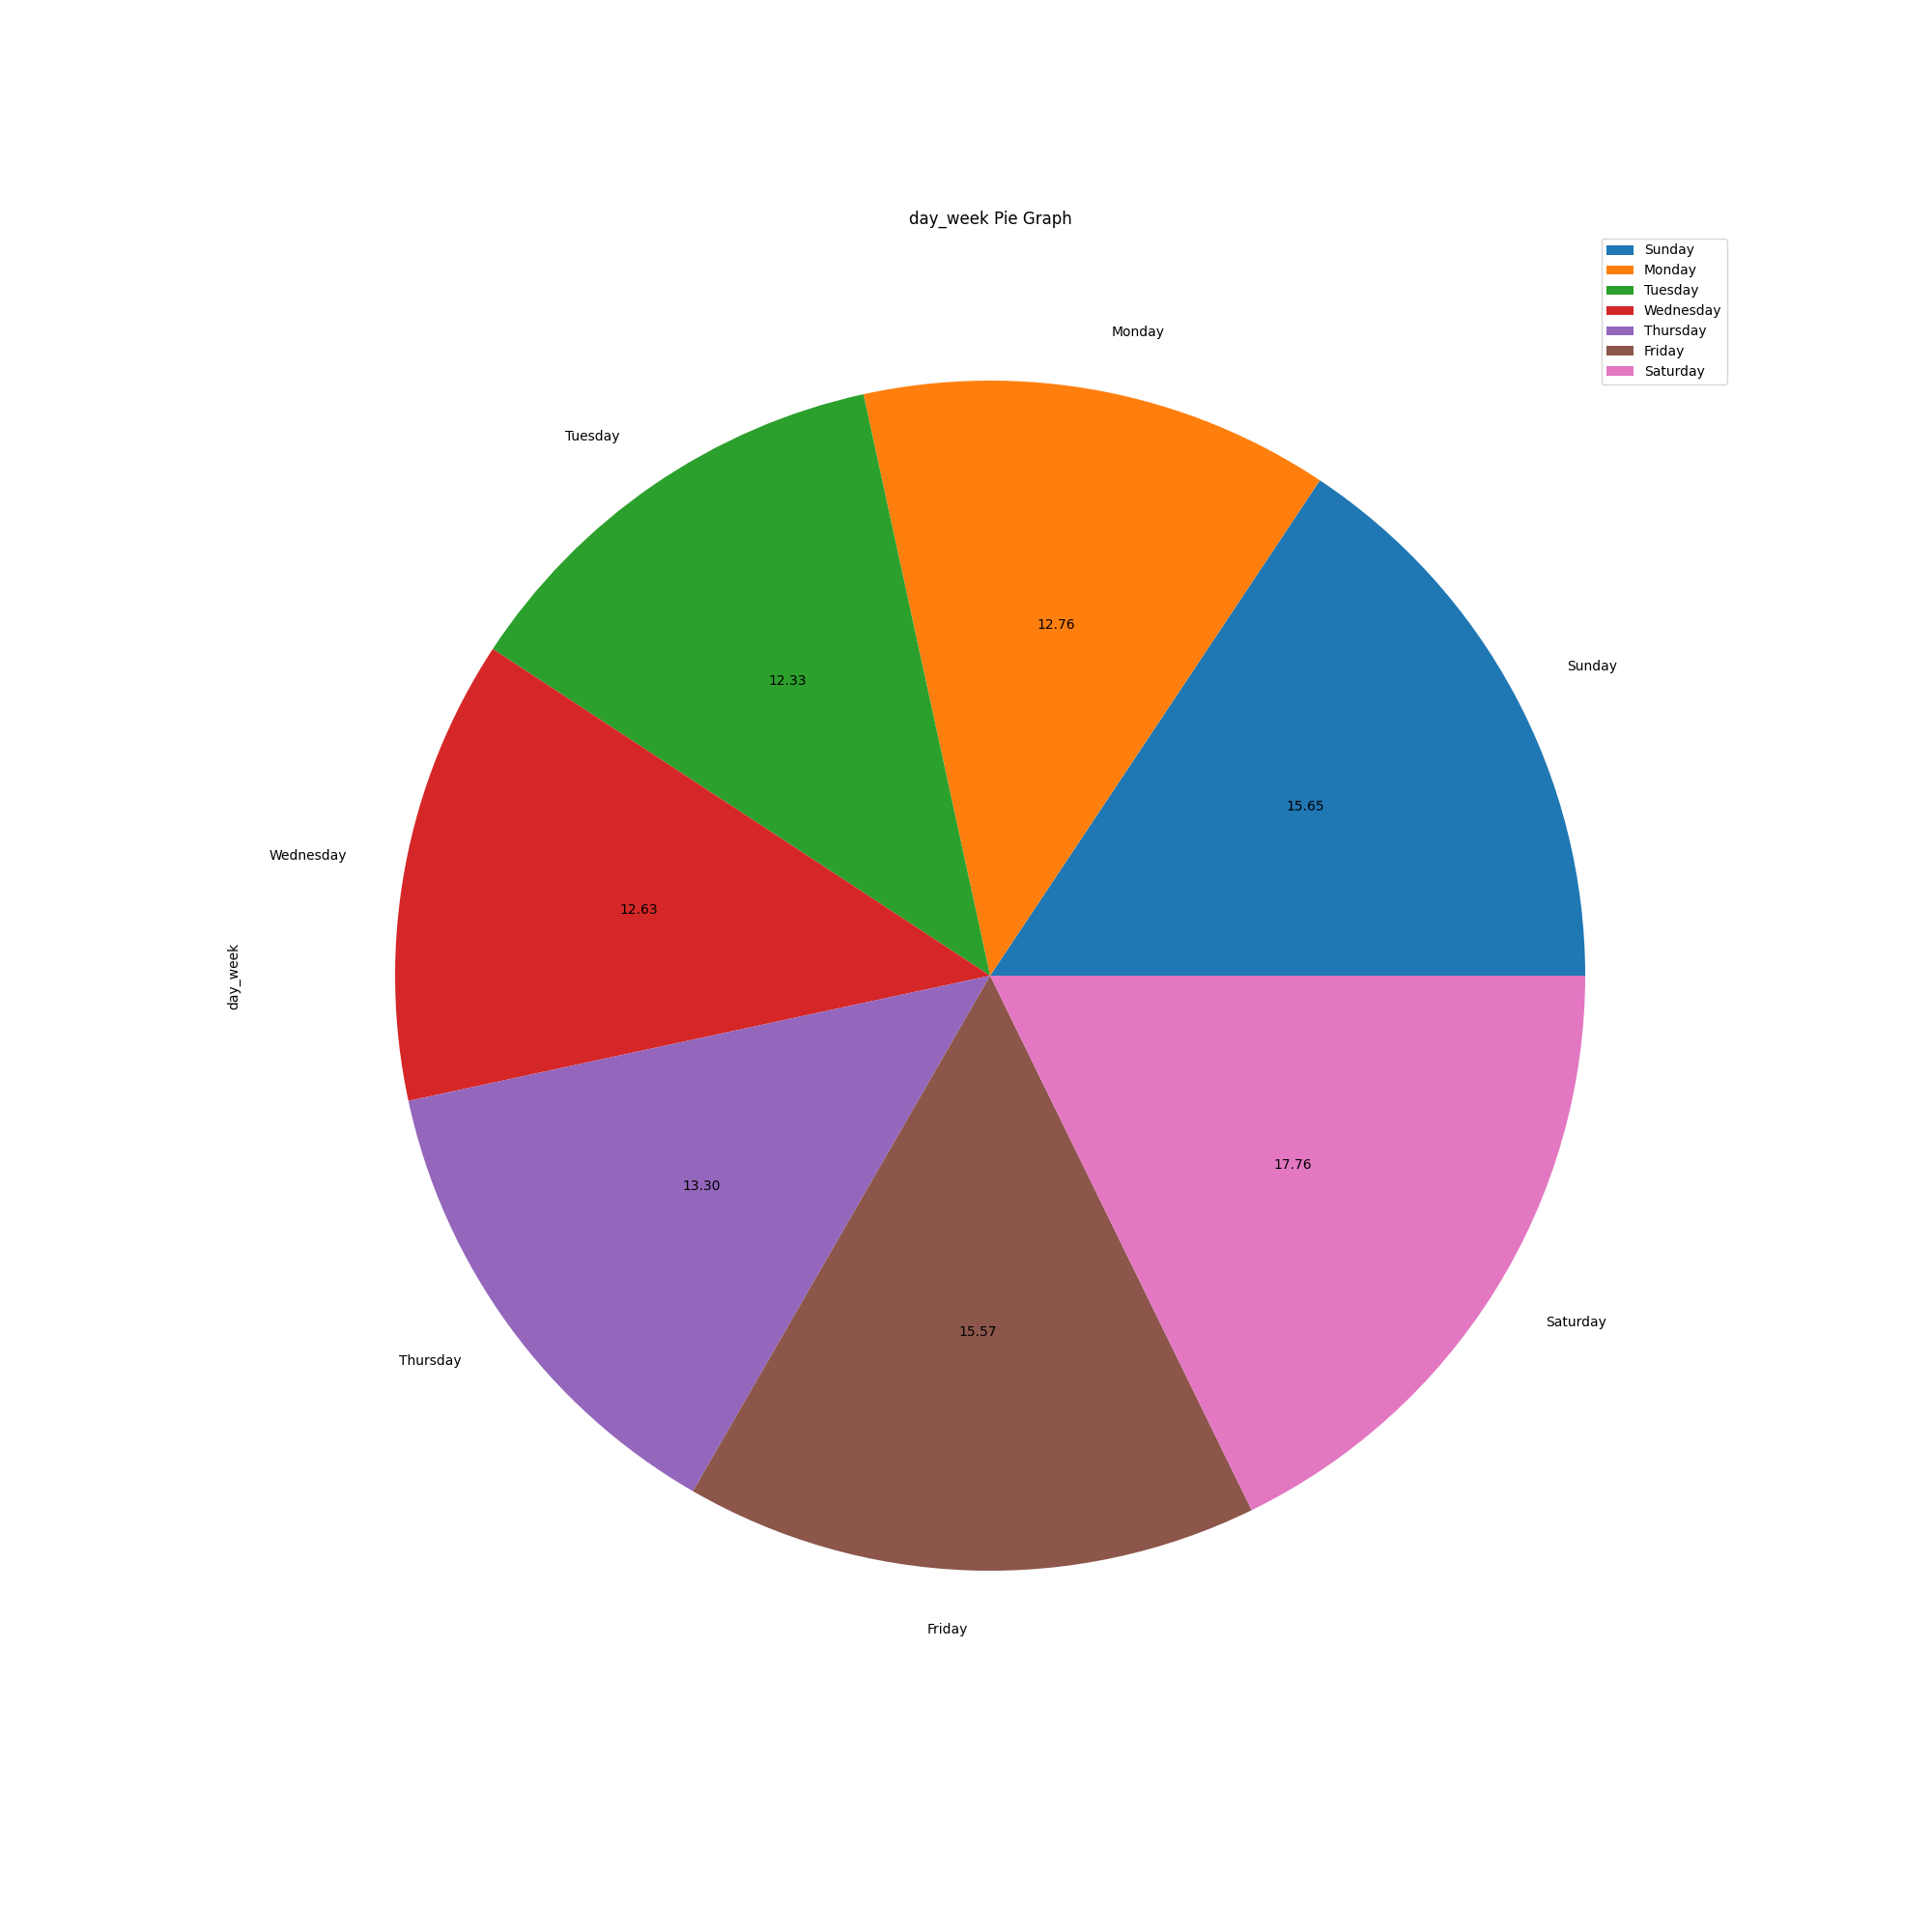 day_week Pie Graph
Sunday
Monday
Tuesday
Wednesday
Thursday
Friday
Saturday
Monday
Tuesday
12.76
Sunday
12.33
15.65
Wednesday
12.63
day_week
17.76
13.30
Saturday
15.57
Thursday
Friday